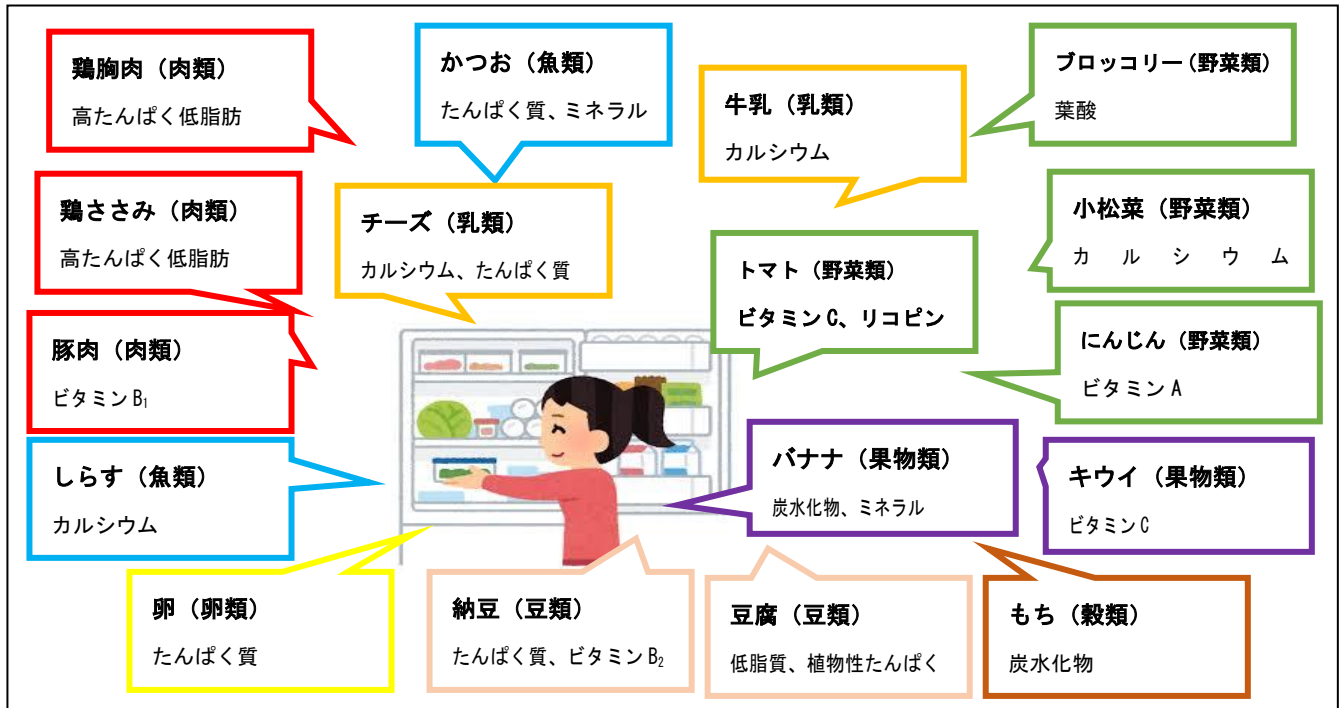 鶏胸肉（肉類）
高たんぱく低脂肪
かつお（魚類）
たんぱく質、ミネラル
牛乳（乳類）
カルシウム
ブロッコリー（野菜類）
葉酸
鶏ささみ（肉類）
高たんぱく低脂肪
チーズ（乳類）
カルシウム、たんぱく質
トマト（野菜類）
ビタミンC、リコピン
小松菜（野菜類）
カルシウム
豚肉（肉類）
ビタミンB₁
にんじん（野菜類）
ビタミンA
しらす（魚類）
カルシウム
バナナ（果物類）
炭水化物、ミネラル
キウイ（果物類）
ビタミンC
卵（卵類）
たんぱく質
納豆（豆類）
たんぱく質、ビタミンB₂
豆腐（豆類）
低脂質、植物性たんぱく
もち（穀類）
炭水化物